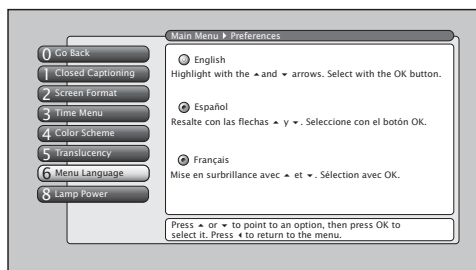 Main Menu ▸ Preferences
0 Go Back
1 Closed Captioning
2 Screen Format
3 Time Menu
4 Color Scheme
5 Translucency
6 Menu Language
8 Lamp Power
English
Highlight with the ▲ and ▼ arrows. Select with the OK button.
Español
Resalte con las flechas ▲ y ▼. Seleccione con el botón OK.
Français
Mise en surbrillance avec ▲ et ▼. Sélection avec OK.
Press ▲ or ▼ to point to an option, then press OK to
select it. Press ◂ to return to the menu.